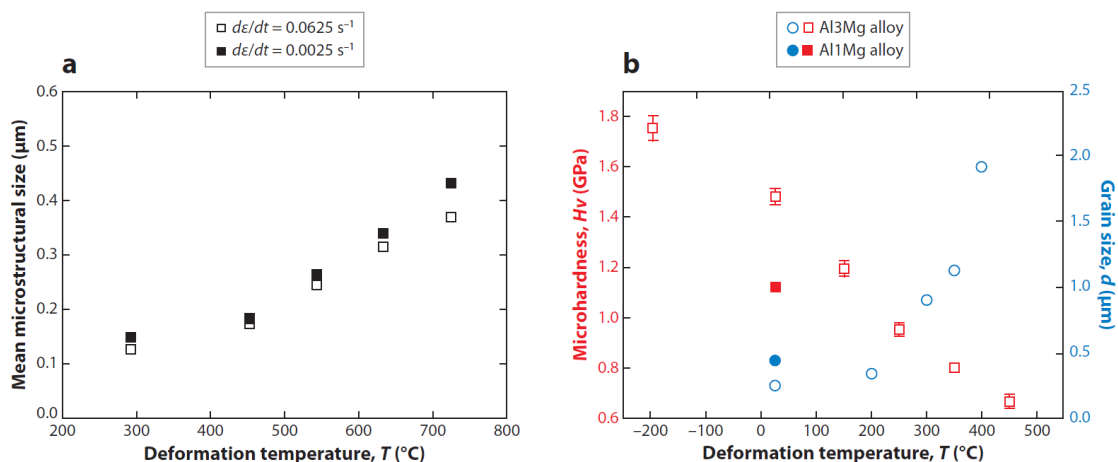 dε/dt = 0.0625 s⁻¹
dε/dt = 0.0025 s⁻¹
a
Mean microstructural size (μm)
0.6
0.5
0.4
0.3
0.2
0.1
0.0
200 300 400 500 600 700 800
Deformation temperature, T (°C)
Al3Mg alloy
Al1Mg alloy
b
Microhardness, Hv (GPa)
1.8
1.6
1.4
1.2
1.0
0.8
0.6
2.5
2.0
1.5
1.0
0.5
0.0
Grain size, d (μm)
−200 −100 0 100 200 300 400 500
Deformation temperature, T (°C)